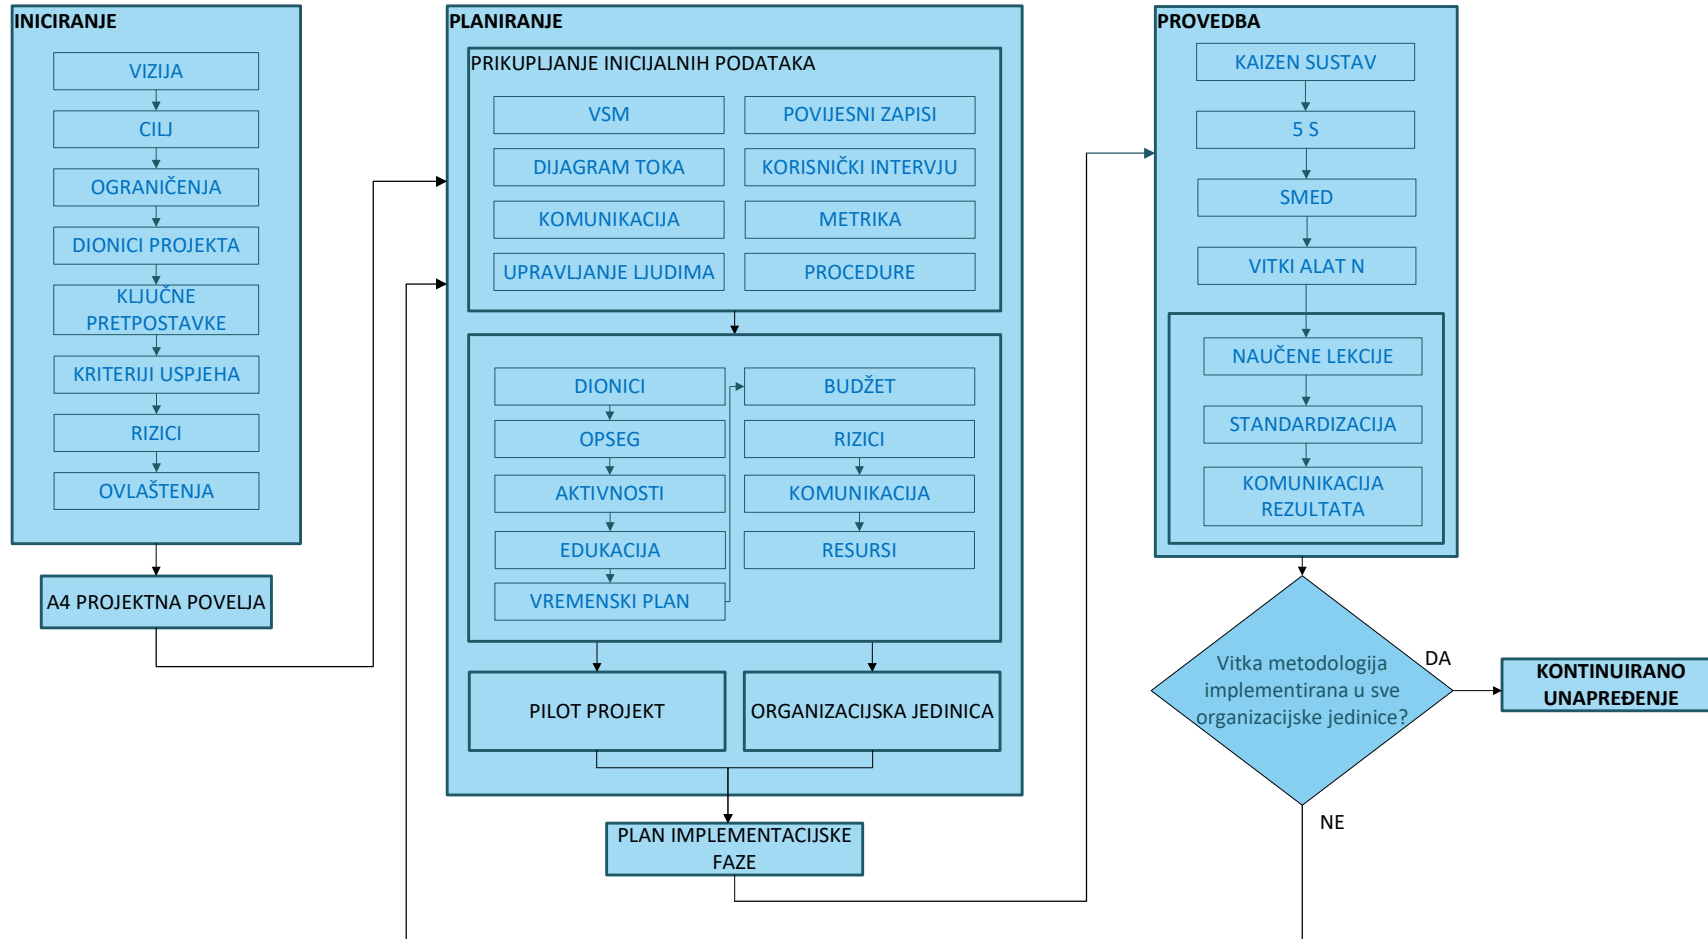 INICIRANJE
VIZIJA
CILJ
OGRANIČENJA
DIONICI PROJEKTA
KLJUČNE
PRETPOSTAVKE
KRITERIJI USPJEHA
RIZICI
OVLAŠTENJA
A4 PROJEKTNA POVELJA
PLANIRANJE
PRIKUPLJANJE INICIJALNIH PODATAKA
VSM
POVIJESNI ZAPISI
DIJAGRAM TOKA
KORISNIČKI INTERVJU
KOMUNIKACIJA
METRIKA
UPRAVLJANJE LJUDIMA
PROCEDURE
DIONICI
OPSEG
AKTIVNOSTI
EDUKACIJA
VREMENSKI PLAN
BUDŽET
RIZICI
KOMUNIKACIJA
RESURSI
PILOT PROJEKT
ORGANIZACIJSKA JEDINICA
PLAN IMPLEMENTACIJSKE
FAZE
PROVEDBA
KAIZEN SUSTAV
5 S
SMED
VITKI ALAT N
NAUČENE LEKCIJE
STANDARDIZACIJA
KOMUNIKACIJA
REZULTATA
Vitka metodologija
implementirana u sve
organizacijske jedinice?
DA
NE
KONTINUIRANO
UNAPREĐENJE